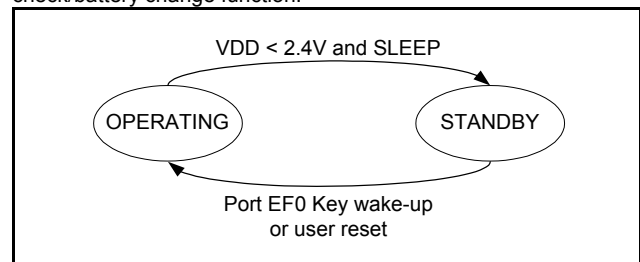 check/battery change function.
VDD < 2.4V and SLEEP
OPERATING
STANDBY
Port EF0 Key wake-up
or user reset